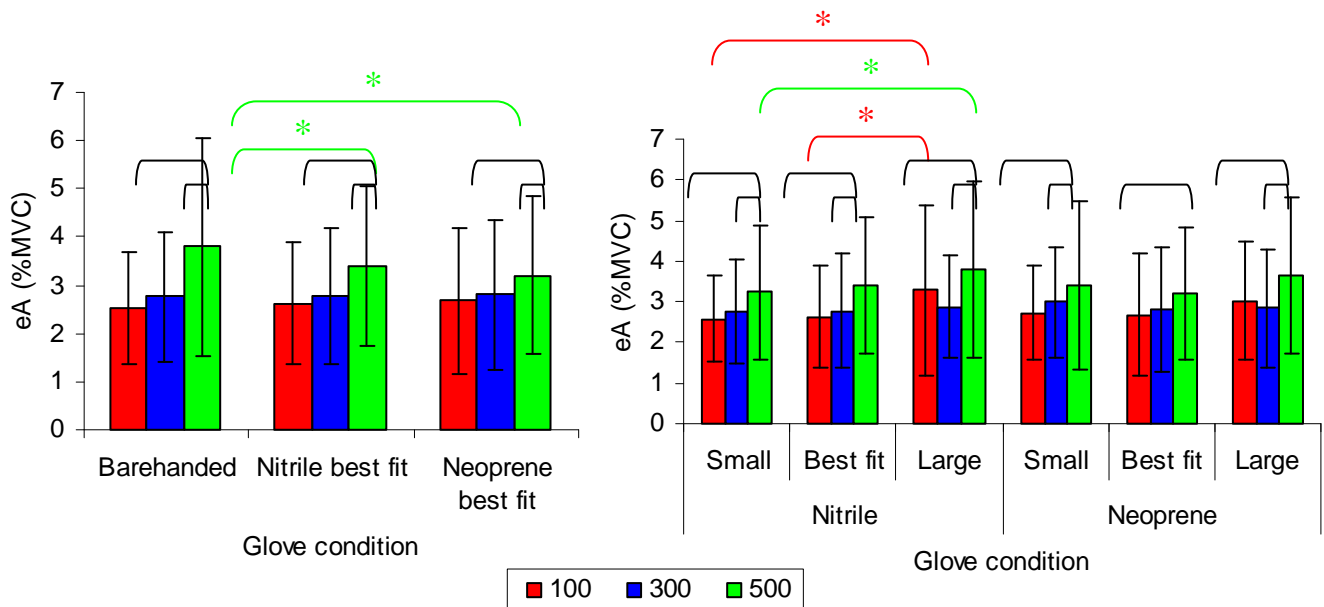 *
*
*
*
*
7
6
5
4
3
2
1
0
eA (%MVC)
Barehanded Nitrile best fit Neoprene
best fit
Glove condition
7
6
5
4
3
2
1
0
eA (%MVC)
Small Best fit Large Small Best fit Large
Nitrile Neoprene
Glove condition
100 300 500